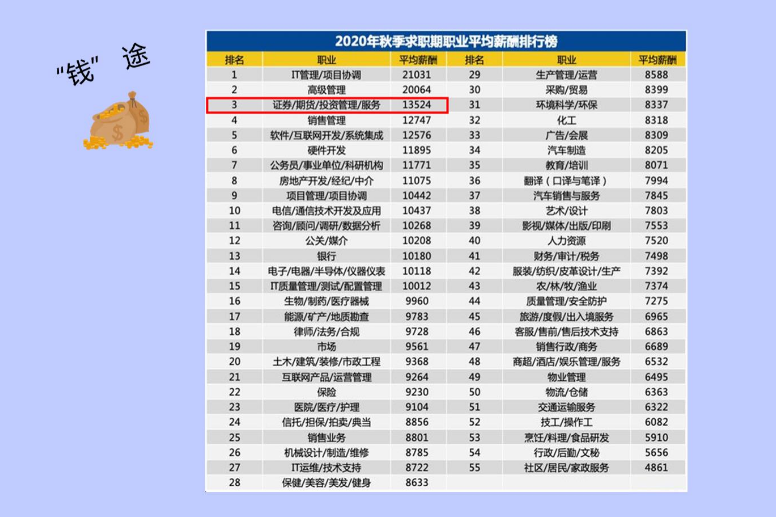 “钱”途
2020年秋季求职期职业平均薪酬排行榜
排名 职业 平均薪酬 排名 职业 平均薪酬
1 IT管理/项目协调 21031 29 生产管理/运营 8588
2 高级管理 20064 30 采购/贸易 8399
3 证券/期货/投资管理/服务 13524 31 环境科学/环保 8337
4 销售管理 12747 32 化工 8318
5 软件/互联网开发/系统集成 12576 33 广告/会展 8309
6 硬件开发 11895 34 汽车制造 8205
7 公务员/事业单位/科研机构 11771 35 教育/培训 8071
8 房地产开发/经纪/中介 11075 36 翻译（口译与笔译） 7994
9 项目管理/项目协调 10442 37 汽车销售与服务 7845
10 电信/通信技术开发及应用 10437 38 艺术/设计 7803
11 咨询/顾问/调研/数据分析 10268 39 影视/媒体/出版/印刷 7553
12 公关/媒介 10208 40 人力资源 7520
13 银行 10180 41 财务/审计/税务 7498
14 电子/电器/半导体/仪器仪表 10118 42 服装/纺织/皮革设计/生产 7392
15 IT质量管理/测试/配置管理 10012 43 农/林/牧/渔业 7374
16 生物/制药/医疗器械 9960 44 质量管理/安全防护 7275
17 能源/矿产/地质勘查 9783 45 旅游/度假/出入境服务 6965
18 律师/法务/合规 9728 46 客服/售前/售后技术支持 6863
19 市场 9561 47 销售行政/商务 6689
20 土木/建筑/装修/市政工程 9368 48 商超/酒店/娱乐管理/服务 6532
21 互联网产品/运营管理 9264 49 物业管理 6495
22 保险 9230 50 物流/仓储 6363
23 医院/医疗/护理 9104 51 交通运输服务 6322
24 信托/担保/拍卖/典当 8856 52 技工/操作工 6082
25 销售业务 8801 53 烹饪/料理/食品研发 5910
26 机械设计/制造/维修 8785 54 行政/后勤/文秘 5656
27 IT运维/技术支持 8722 55 社区/居民/家政服务 4861
28 保健/美容/美发/健身 8633